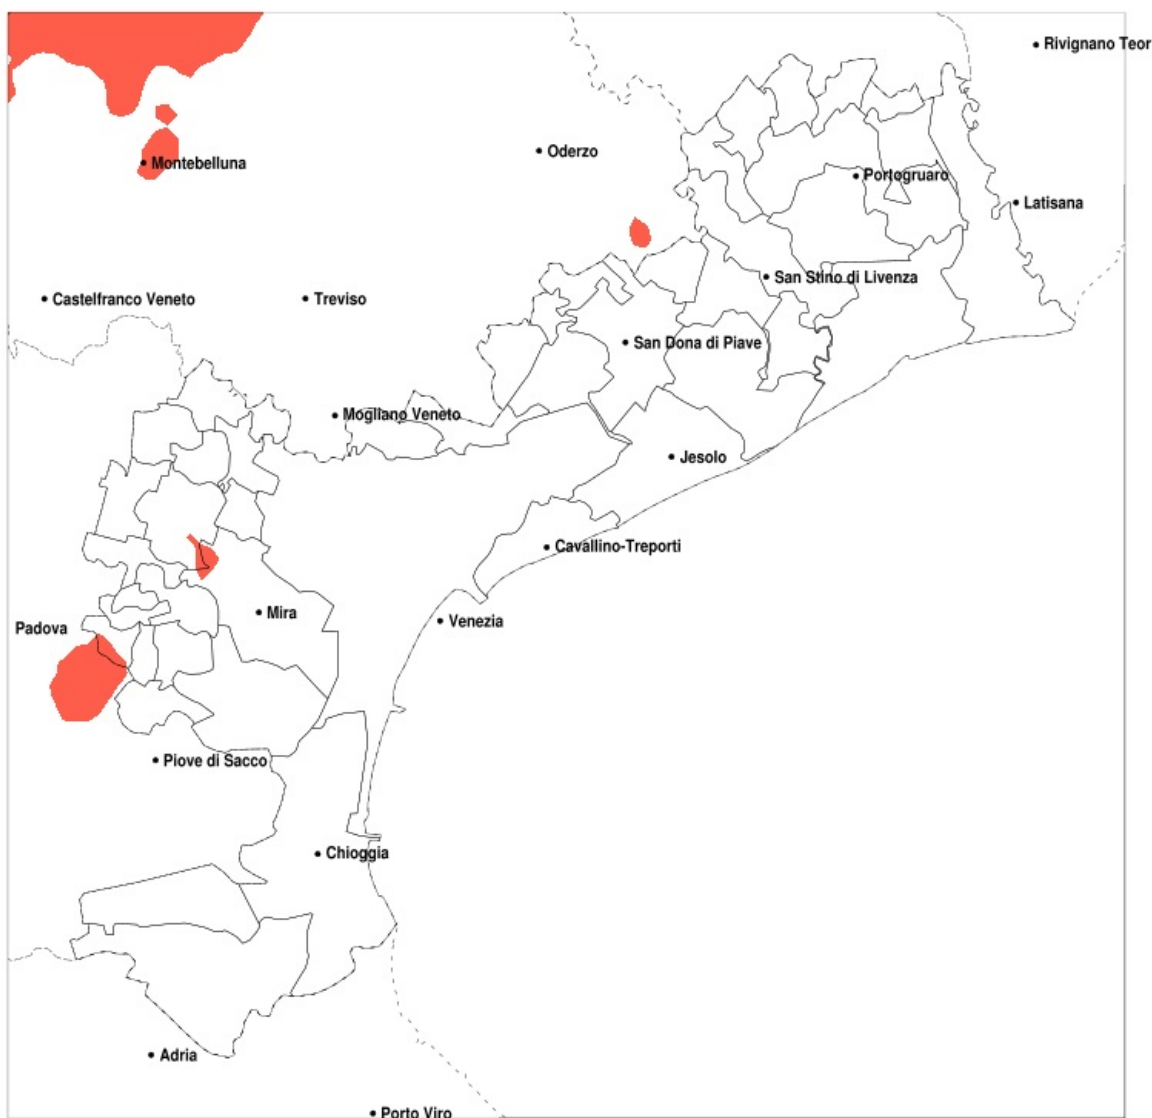 Rivignano Teor
Oderzo
Montebelluna
Portogruaro
Latisana
San Stino di Livenza
Castelfranco Veneto
Treviso
San Dona di Piave
Mogliano Veneto
Jesolo
Cavallino-Treporti
Mira
Venezia
Padova
Piove di Sacco
Chioggia
Adria
Porto Viro